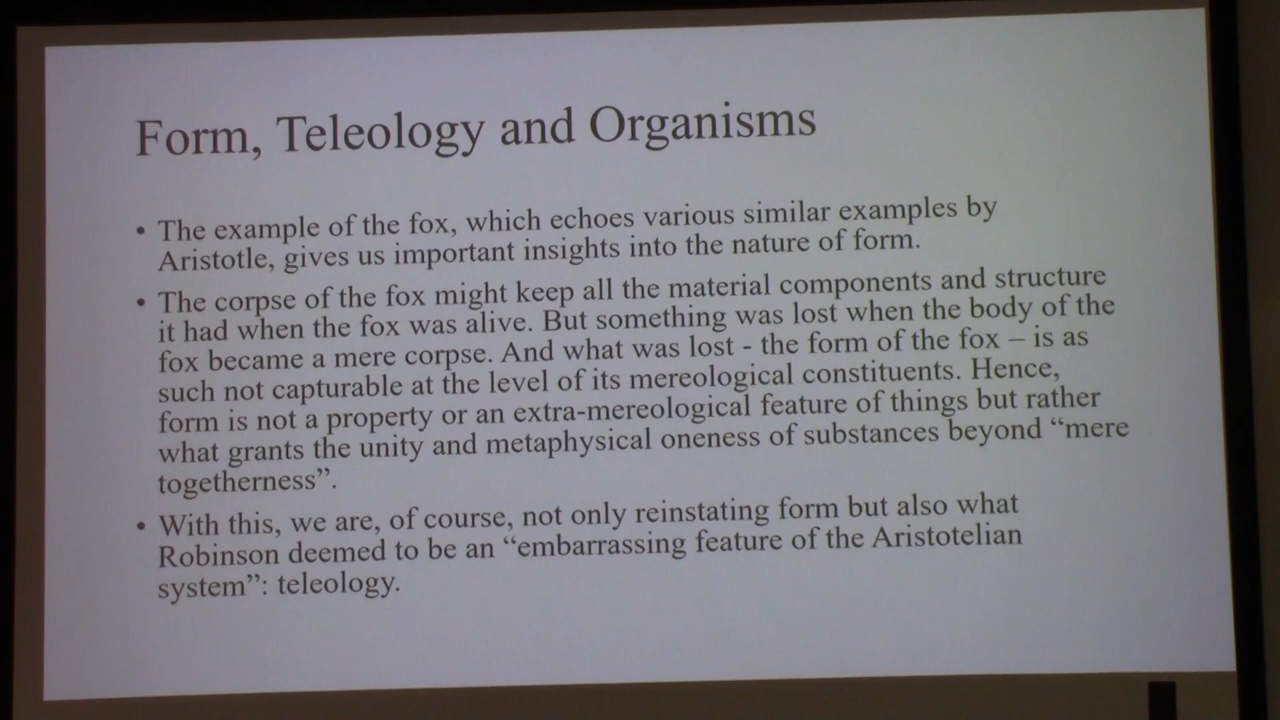 Form, Teleology and Organisms
• The example of the fox, which echoes various similar examples by
Aristotle, gives us important insights into the nature of form.
• The corpse of the fox might keep all the material components and structure
it had when the fox was alive. But something was lost when the body of the
fox became a mere corpse. And what was lost - the form of the fox – is as
such not capturable at the level of its mereological constituents. Hence,
form is not a property or an extra-mereological feature of things but rather
what grants the unity and metaphysical oneness of substances beyond “mere
togetherness”.
• With this, we are, of course, not only reinstating form but also what
Robinson deemed to be an “embarrassing feature of the Aristotelian
system”: teleology.